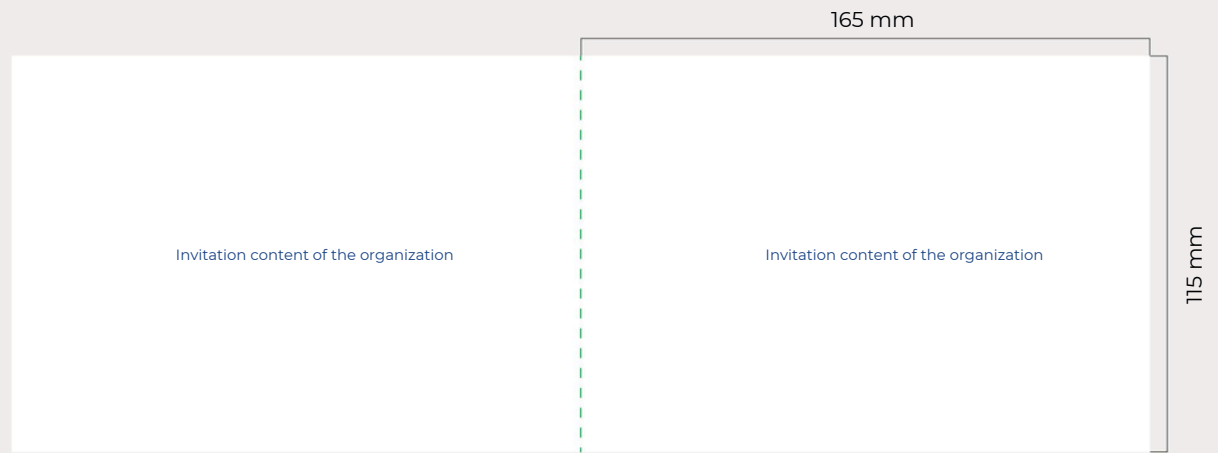 165 mm
Invitation content of the organization
Invitation content of the organization
115 mm